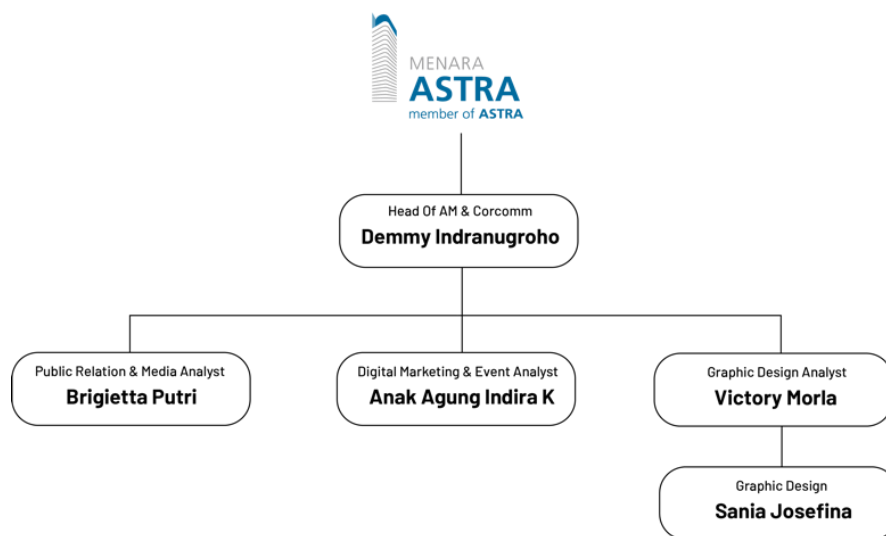 MENARA
ASTRA
member of ASTRA
Head Of AM & Corcomm
Demmy Indranugroho
Public Relation & Media Analyst
Brigietta Putri
Digital Marketing & Event Analyst
Anak Agung Indira K
Graphic Design Analyst
Victory Morla
Graphic Design
Sania Josefina